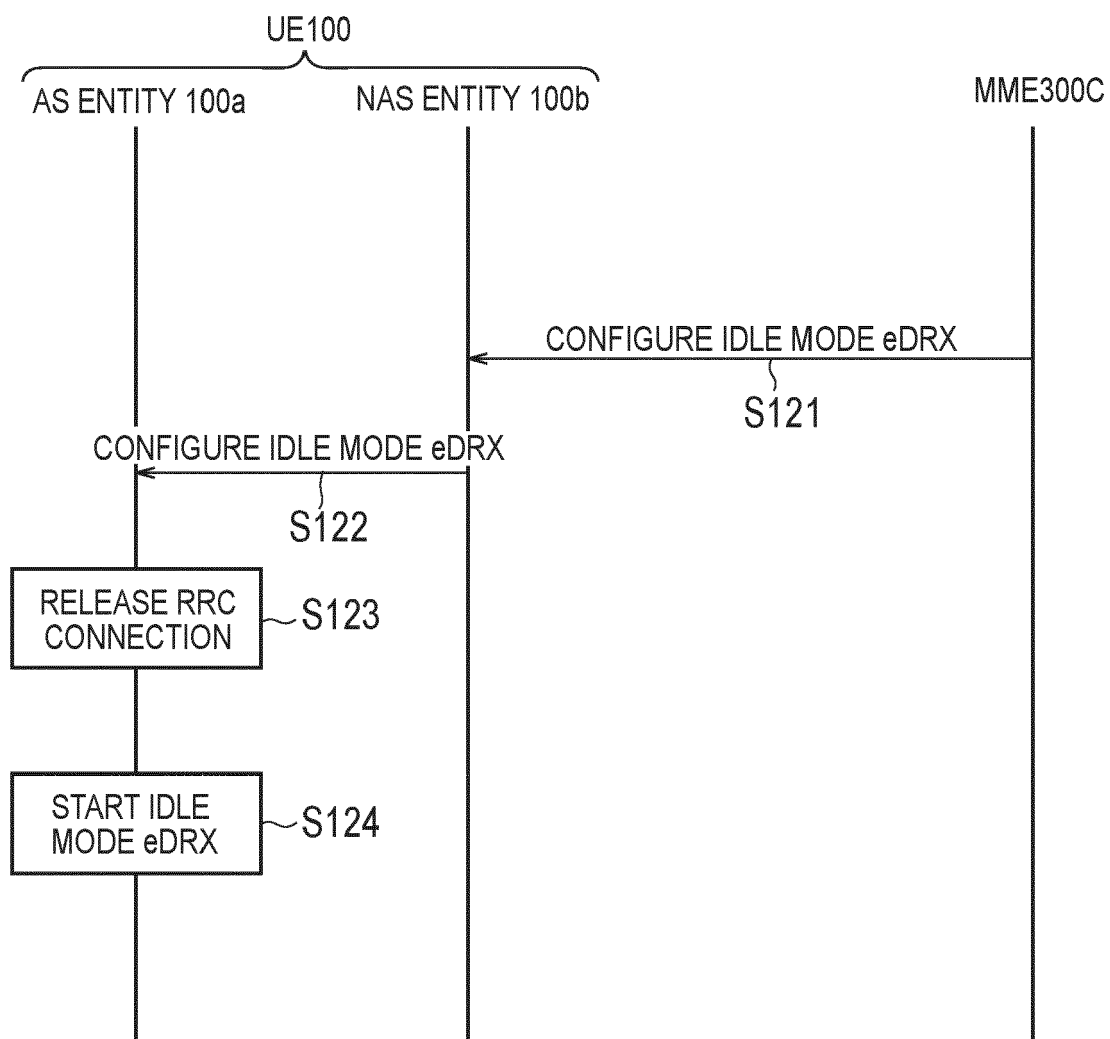 UE100
AS ENTITY 100a
NAS ENTITY 100b
MME300C
CONFIGURE IDLE MODE eDRX
S121
CONFIGURE IDLE MODE eDRX
S122
RELEASE RRC
CONNECTION
S123
START IDLE
MODE eDRX
S124